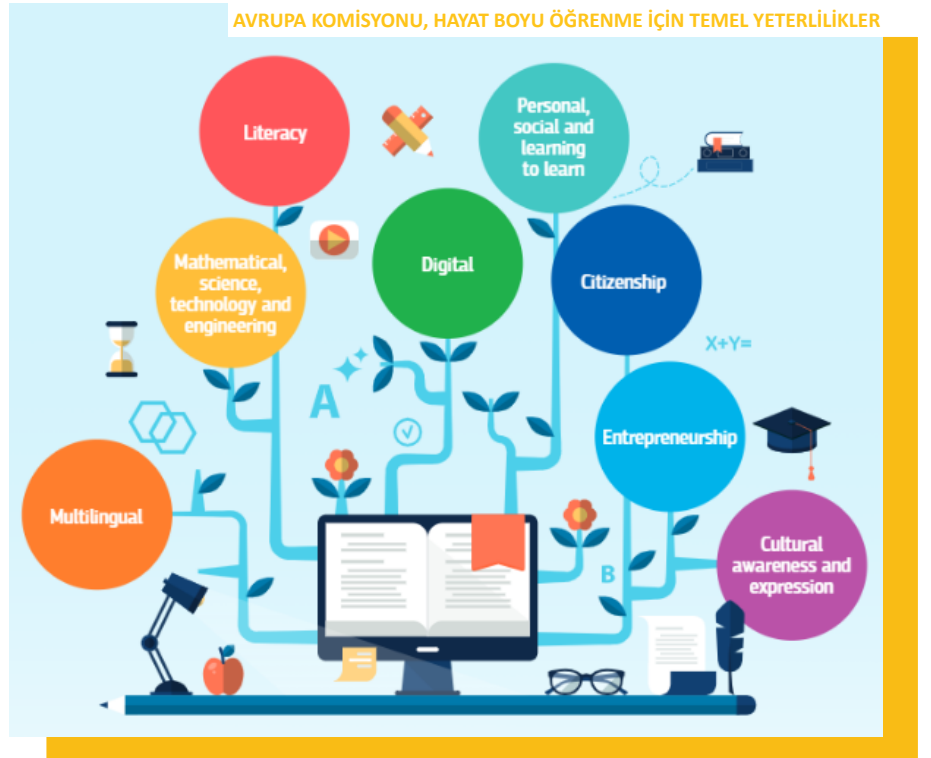 AVRUPA KOMİSYONU, HAYAT BOYU ÖĞRENME İÇİN TEMEL YETERLİLİKLER
Literacy
Personal,
social and
learning
to learn
Mathematical,
science,
technology and
engineering
Digital
Citizenship
X+Y=
A
Entrepreneurship
Multilingual
Cultural
awareness and
expression
B